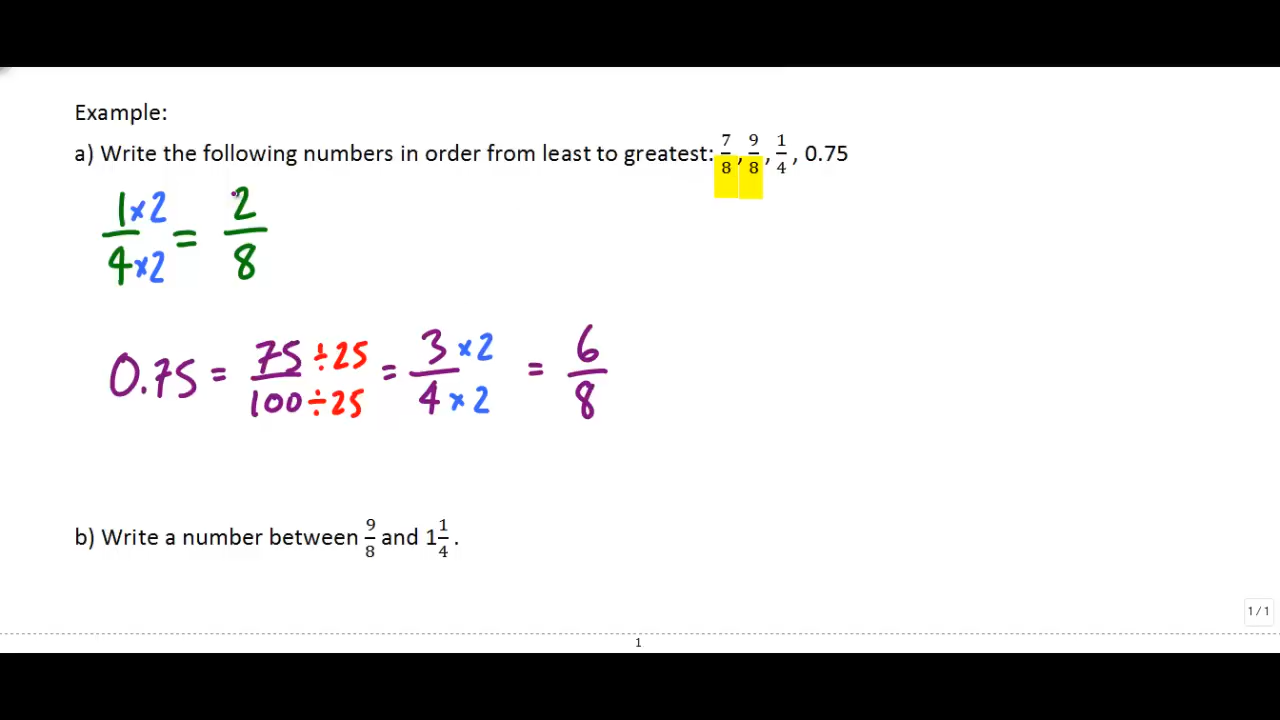 Example:
a) Write the following numbers in order from least to greatest: 7/8, 9/8, 1/4, 0.75
1×2/4×2 = 2/8
0.75 = 75÷25/100÷25 = 3×2/4×2 = 6/8
b) Write a number between 9/8 and 1 1/4.
1/1
1